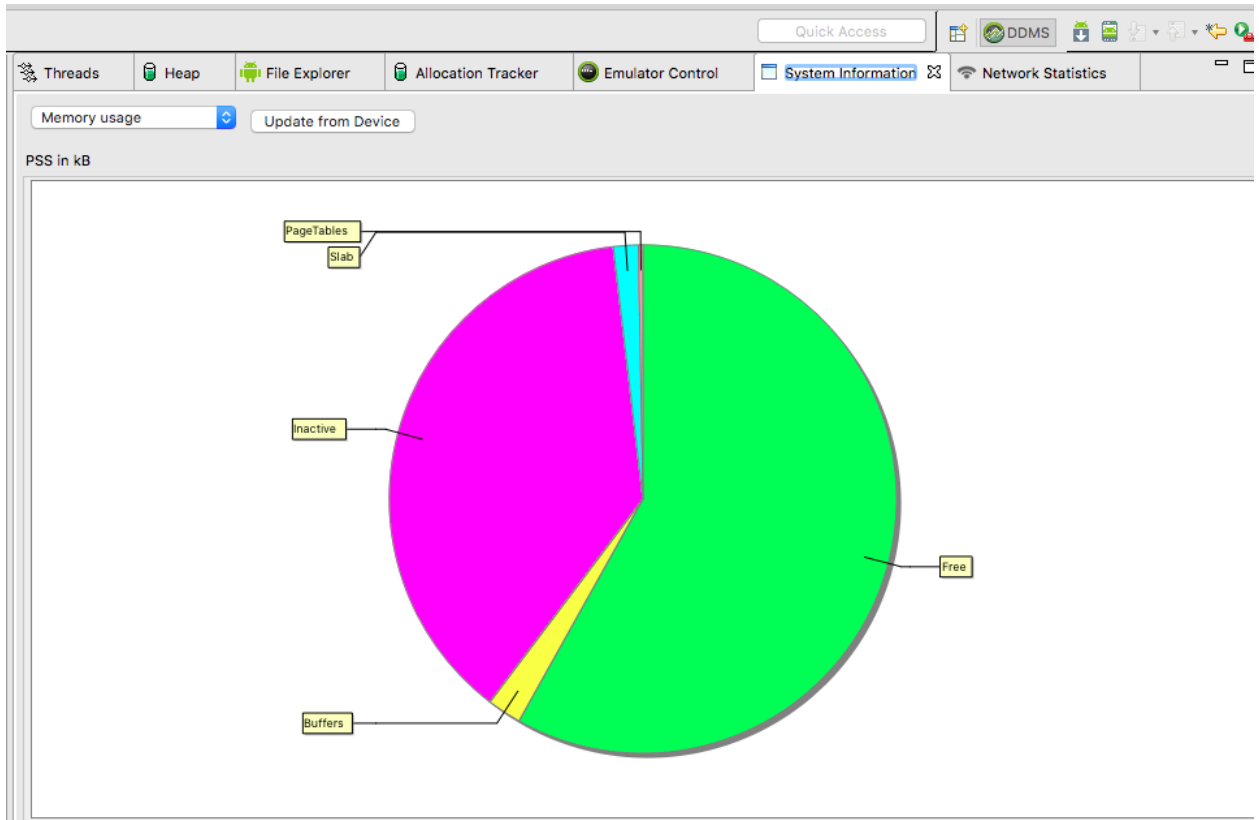 Quick Access
DDMS
Threads
Heap
File Explorer
Allocation Tracker
Emulator Control
System Information
Network Statistics
Memory usage
Update from Device
PSS in kB
PageTables
Slab
Inactive
Free
Buffers